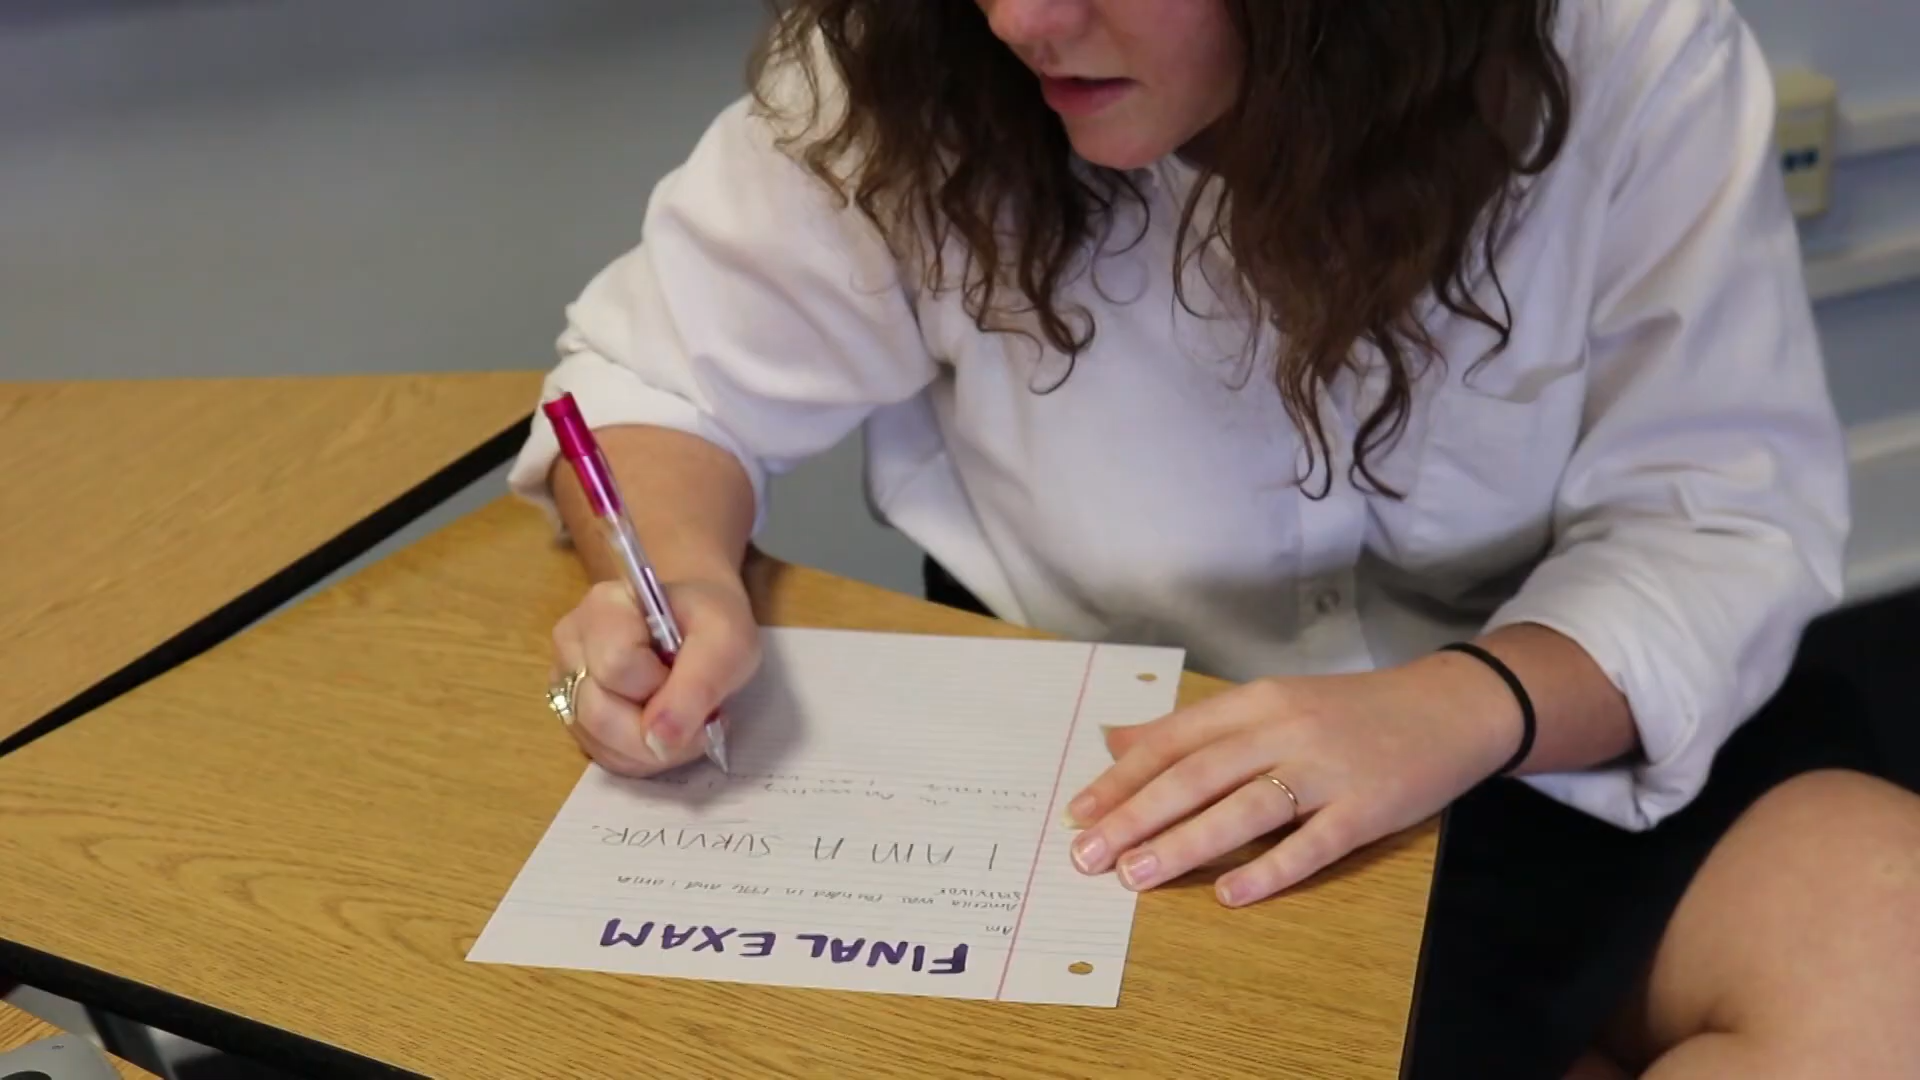 FINAL EXAM
Am
America was founded in 1776 and i am a
survivor
I AM A SURVIVOR.